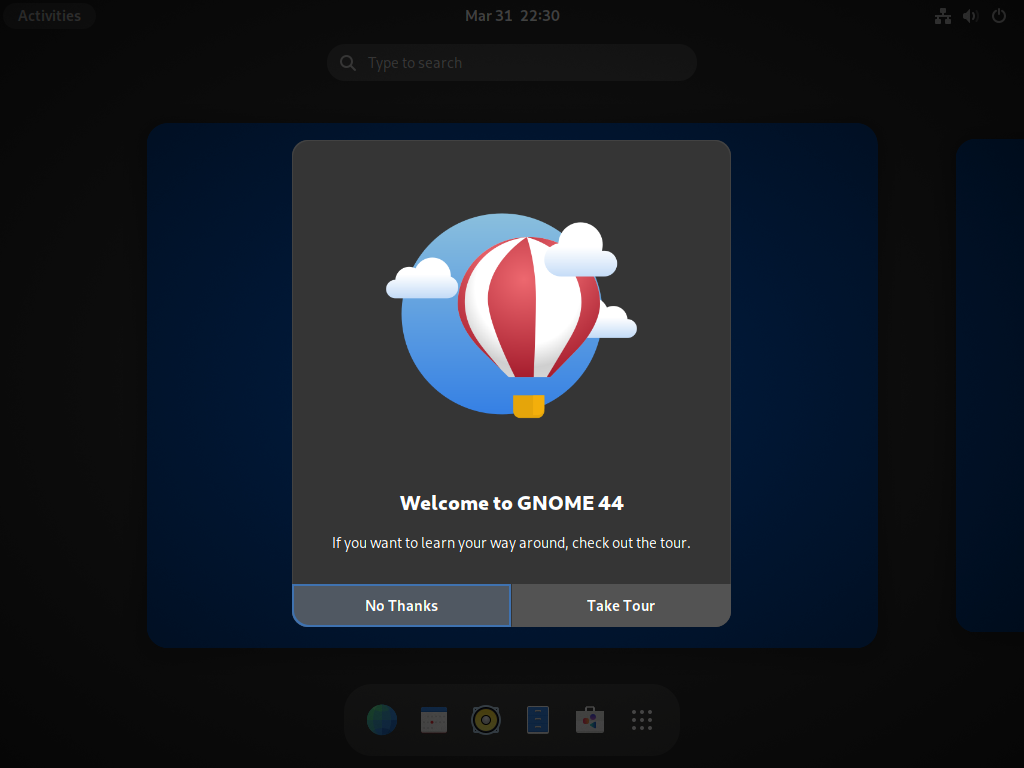 Activities
Mar 31 22:30
Type to search
Welcome to GNOME 44
If you want to learn your way around, check out the tour.
No Thanks
Take Tour